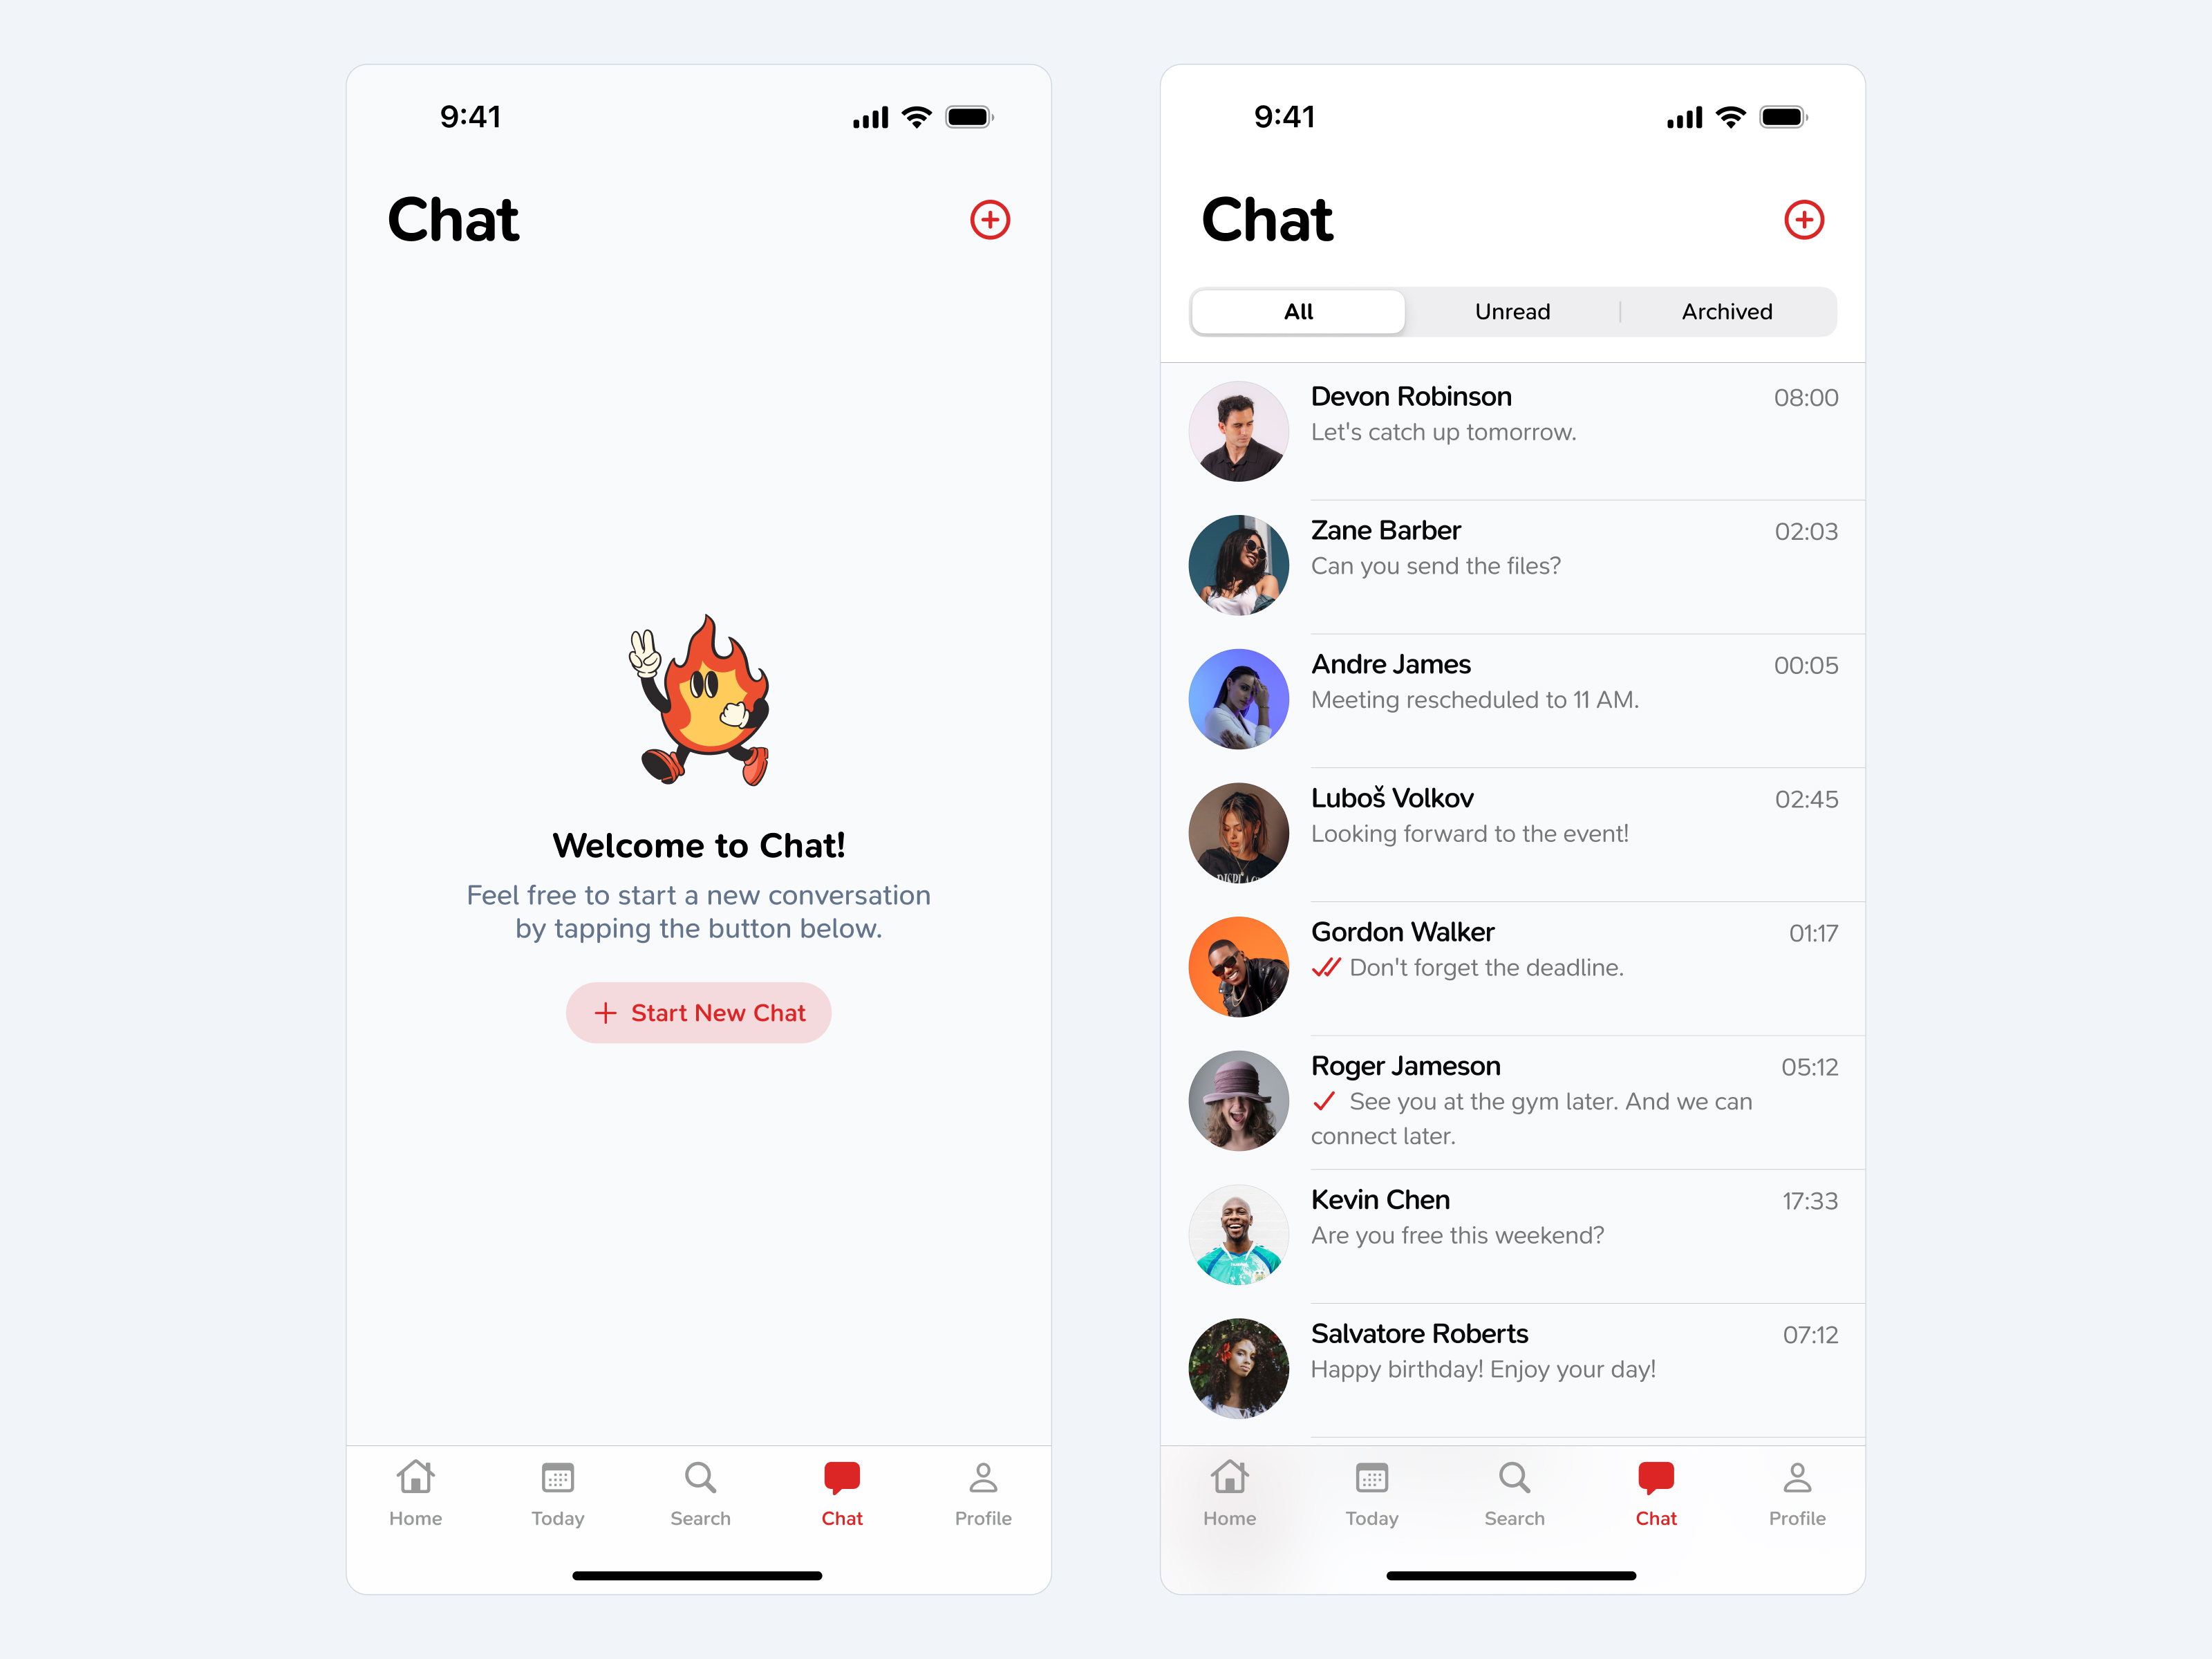 9:41
Chat
Welcome to Chat!
Feel free to start a new conversation
by tapping the button below.
Start New Chat
Home
Today
Search
Chat
Profile
9:41
Chat
All
Unread
Archived
Devon Robinson
08:00
Let's catch up tomorrow.
Zane Barber
02:03
Can you send the files?
Andre James
00:05
Meeting rescheduled to 11 AM.
Luboš Volkov
02:45
Looking forward to the event!
Gordon Walker
01:17
Don't forget the deadline.
Roger Jameson
05:12
See you at the gym later. And we can
connect later.
Kevin Chen
17:33
Are you free this weekend?
Salvatore Roberts
07:12
Happy birthday! Enjoy your day!
Home
Today
Search
Chat
Profile